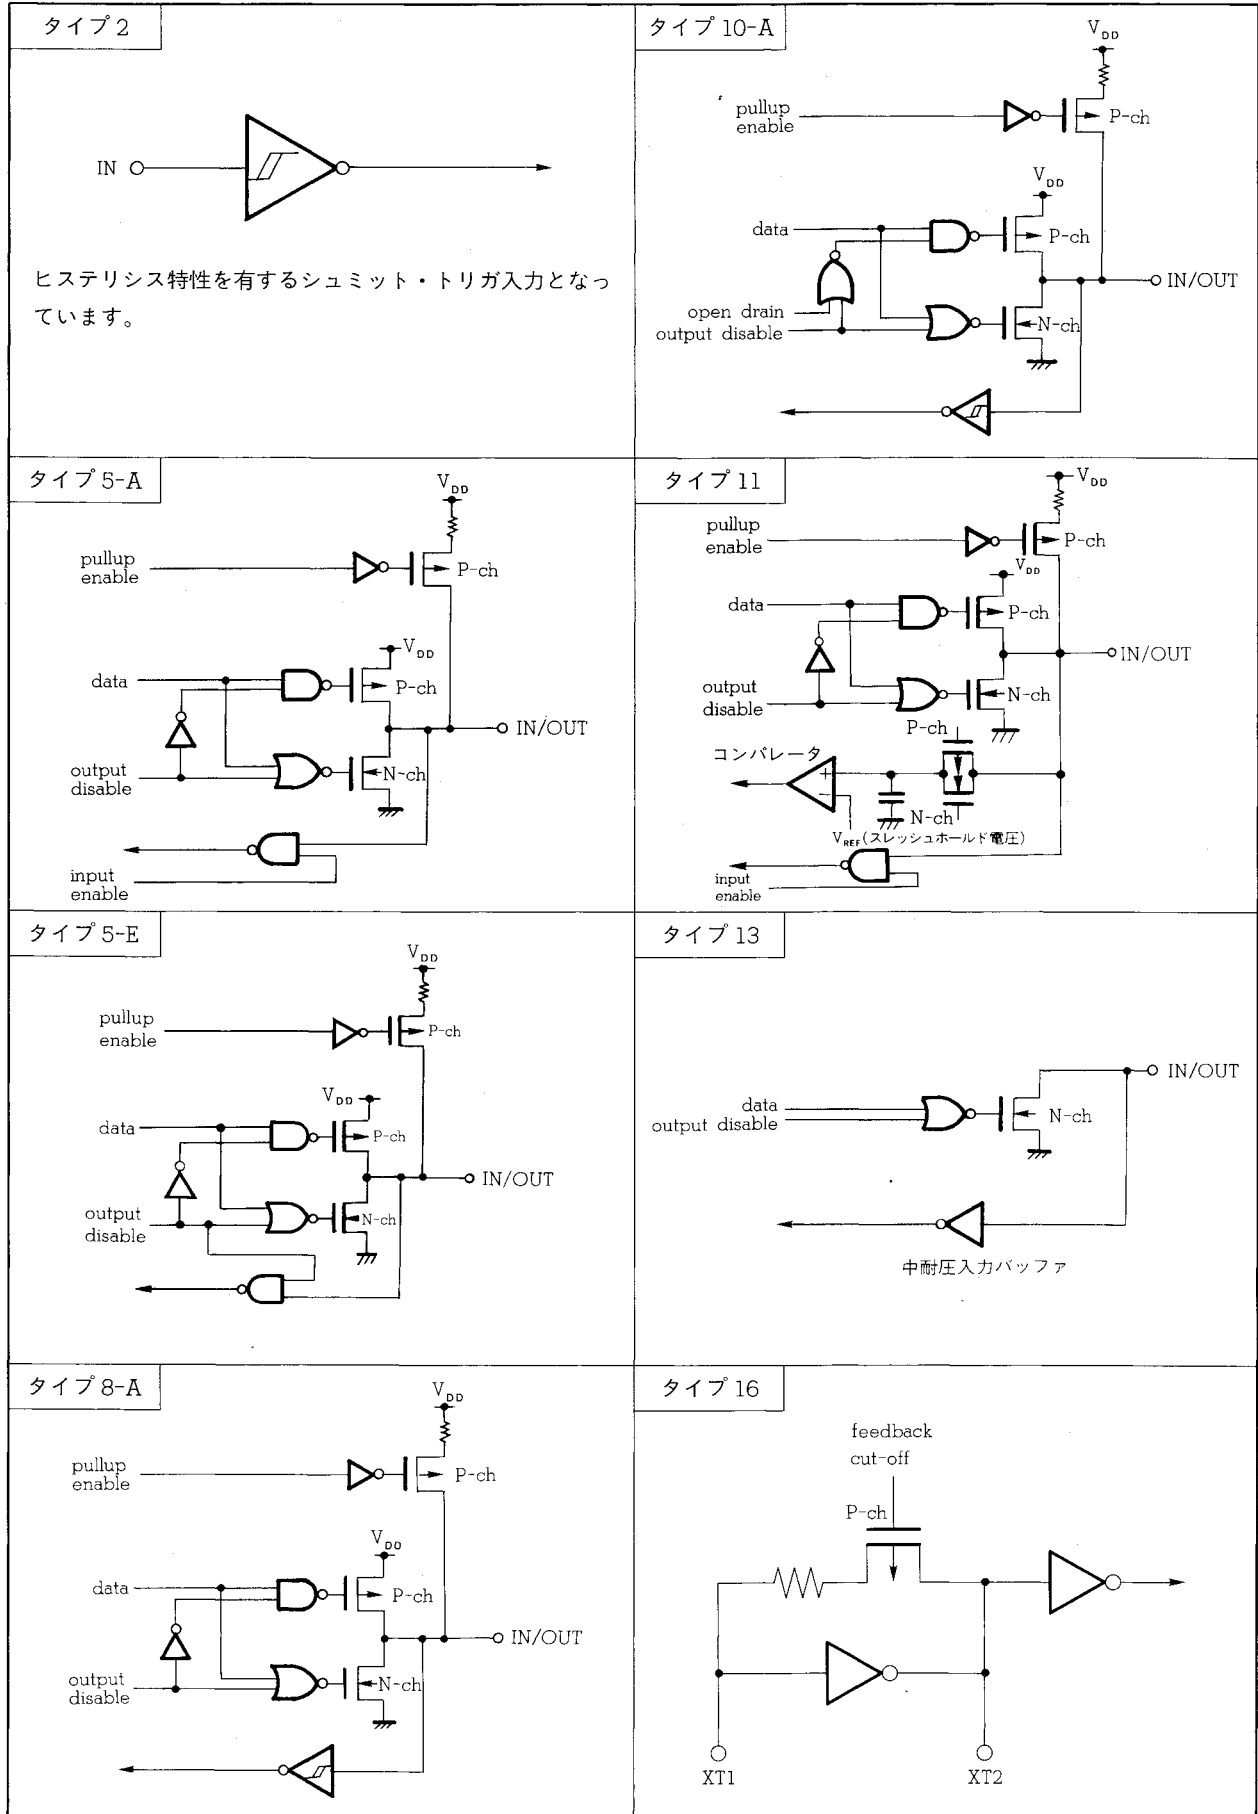 タイプ 2
IN
ヒステリシス特性を有するシュミット・トリガ入力となっ
ています。
タイプ 10-A
VDD
pullup
enable
P-ch
VDD
data
P-ch
IN/OUT
open drain
output disable
N-ch
タイプ 5-A
VDD
pullup
enable
P-ch
VDD
data
P-ch
IN/OUT
output
disable
N-ch
input
enable
タイプ 11
VDD
pullup
enable
P-ch
VDD
data
P-ch
IN/OUT
output
disable
N-ch
P-ch
コンパレータ
+
−
N-ch
VREF(スレッシュホールド電圧)
input
enable
タイプ 5-E
VDD
pullup
enable
P-ch
VDD
data
P-ch
IN/OUT
output
disable
N-ch
タイプ 13
IN/OUT
data
output disable
N-ch
中耐圧入力バッファ
タイプ 8-A
VDD
pullup
enable
P-ch
VDD
data
P-ch
IN/OUT
output
disable
N-ch
タイプ 16
feedback
cut-off
P-ch
XT1
XT2